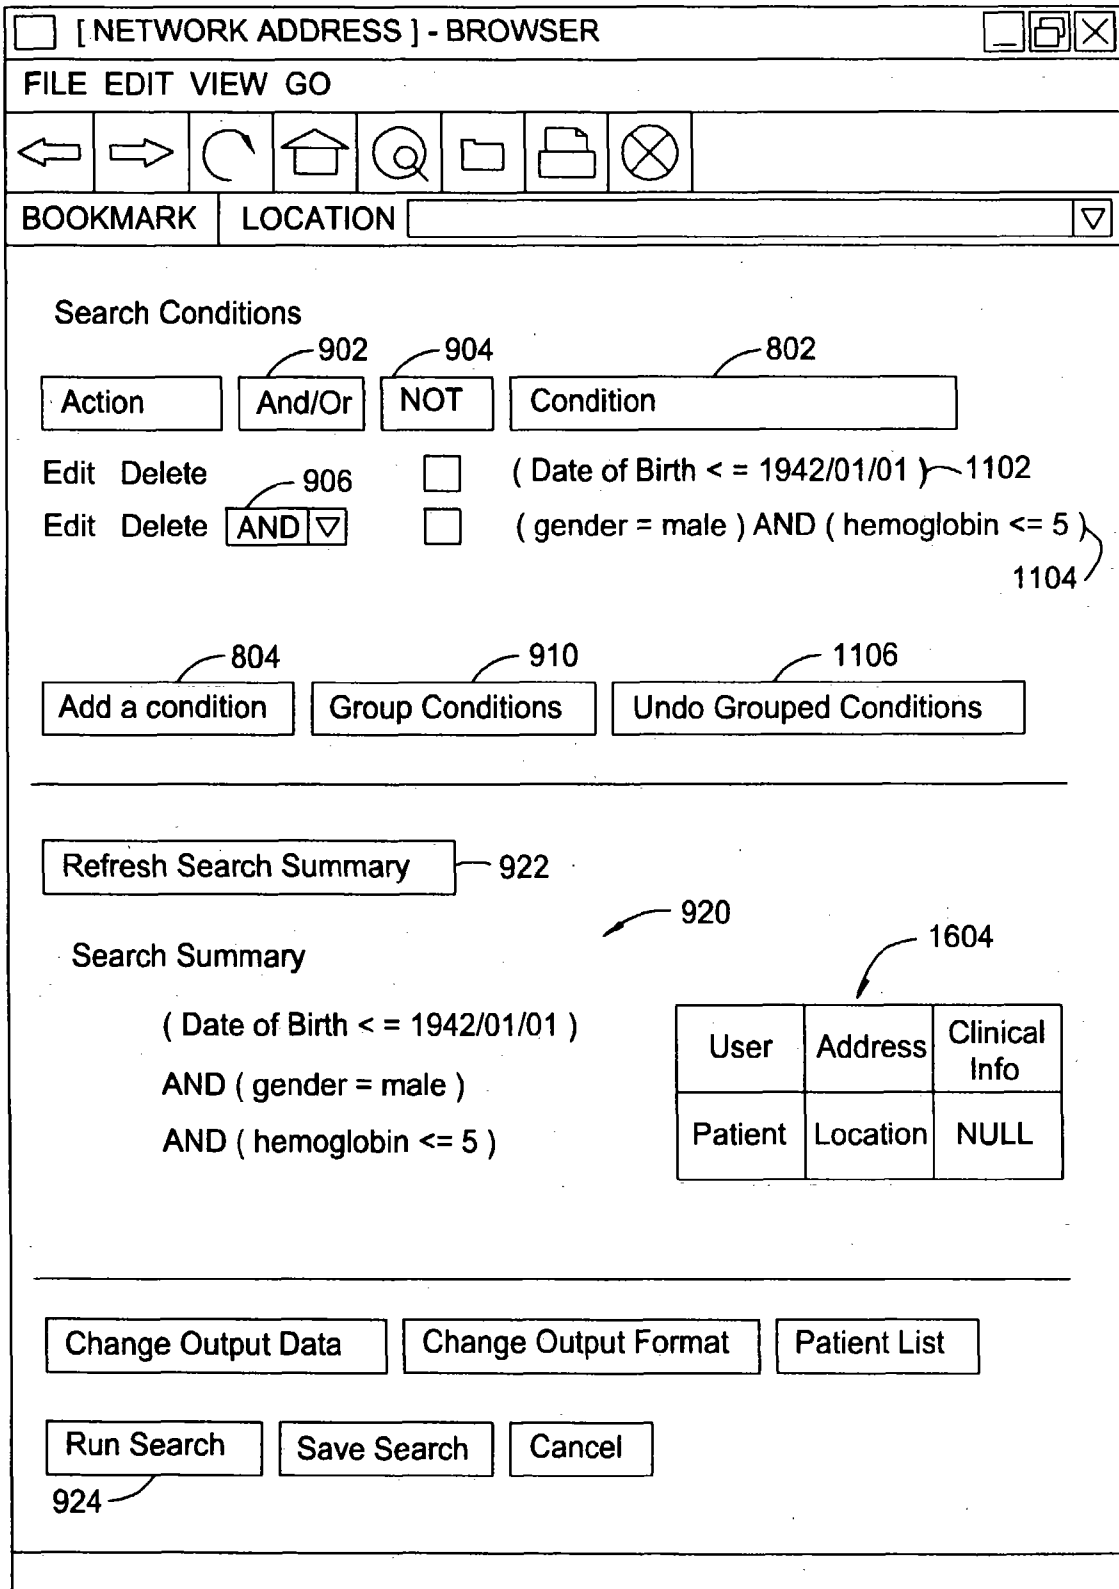 [ NETWORK ADDRESS ] - BROWSER
FILE EDIT VIEW GO
BOOKMARK LOCATION
Search Conditions
902 904 802
Action And/Or NOT Condition
Edit Delete ( Date of Birth < = 1942/01/01 ) 1102
906
Edit Delete AND ( gender = male ) AND ( hemoglobin <= 5 )
1104
804 910 1106
Add a condition Group Conditions Undo Grouped Conditions
Refresh Search Summary 922
920
1604
Search Summary
( Date of Birth < = 1942/01/01 )
AND ( gender = male )
AND ( hemoglobin <= 5 )
User Address Clinical Info
Patient Location NULL
Change Output Data Change Output Format Patient List
Run Search Save Search Cancel
924